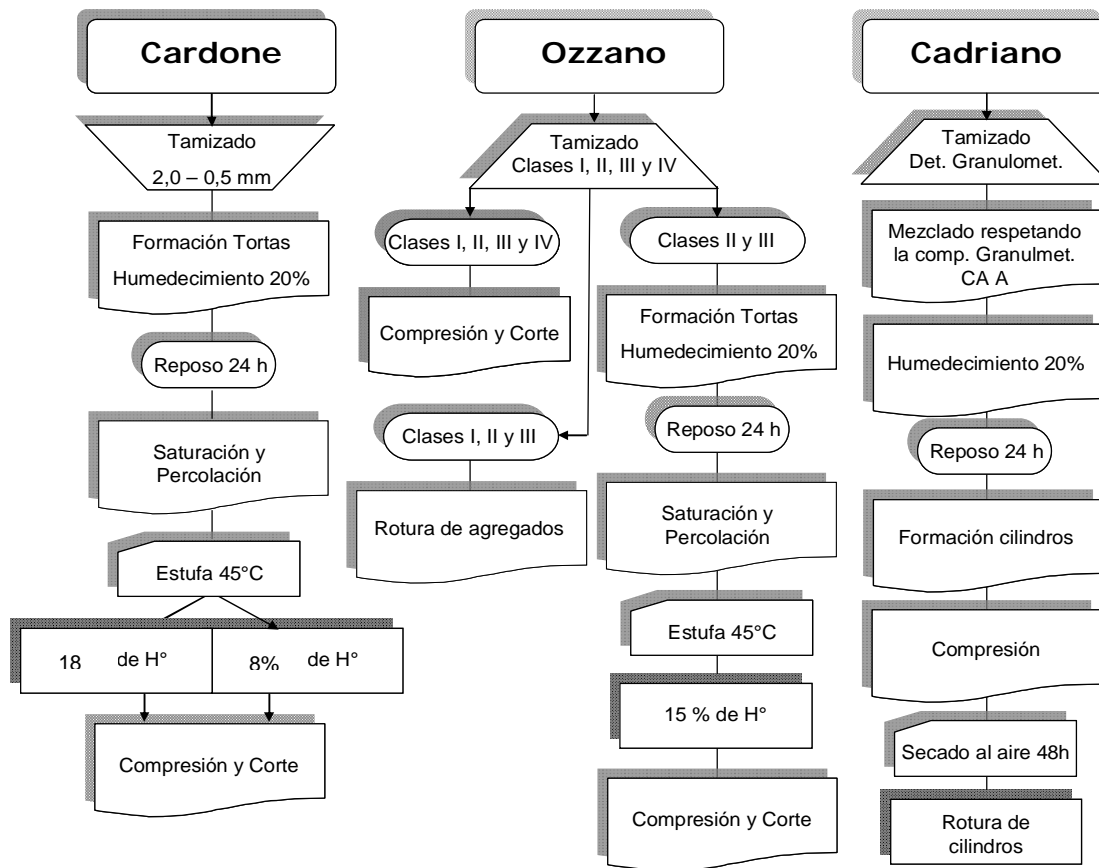 Cardone
Tamizado
2,0 – 0,5 mm
Formación Tortas
Humedecimiento 20%
Reposo 24 h
Saturación y
Percolación
Estufa 45°C
18 de H°
8% de H°
Compresión y Corte
Ozzano
Tamizado
Clases I, II, III y IV
Clases I, II, III y IV
Compresión y Corte
Clases I, II y III
Rotura de agregados
Clases II y III
Formación Tortas
Humedecimiento 20%
Reposo 24 h
Saturación y
Percolación
Estufa 45°C
15 % de H°
Compresión y Corte
Cadriano
Tamizado
Det. Granulomet.
Mezclado respetando
la comp. Granulmet.
CA A
Humedecimiento 20%
Reposo 24 h
Formación cilindros
Compresión
Secado al aire 48h
Rotura de
cilindros